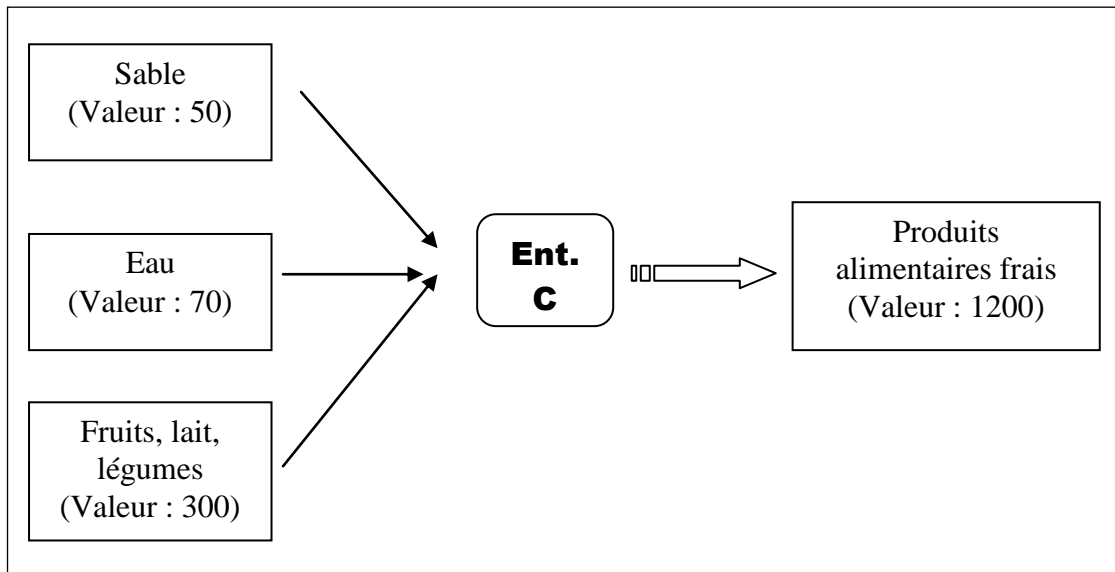 Sable
(Valeur : 50)
Eau
(Valeur : 70)
Fruits, lait,
légumes
(Valeur : 300)
Ent.
C
Produits
alimentaires frais
(Valeur : 1200)